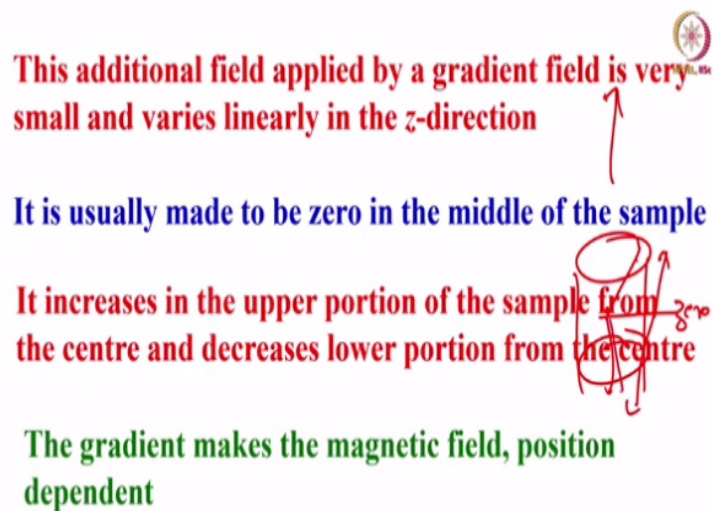 This additional field applied by a gradient field is very
small and varies linearly in the z-direction
It is usually made to be zero in the middle of the sample
It increases in the upper portion of the sample from
zero
the centre and decreases lower portion from the centre
The gradient makes the magnetic field, position
dependent